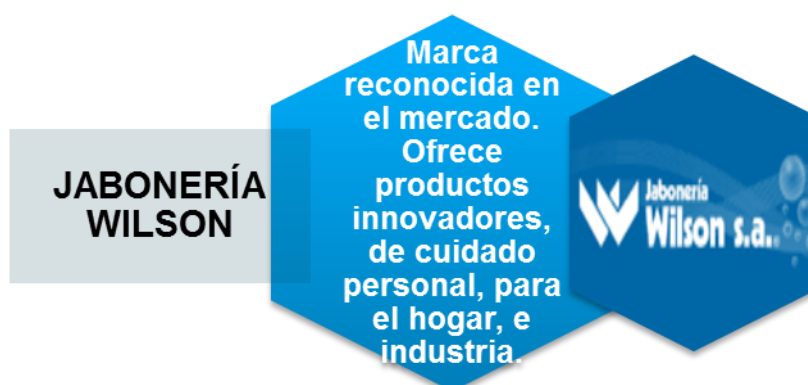 JABONERÍA
WILSON
Marca
reconocida en
el mercado.
Ofrece
productos
innovadores,
de cuidado
personal, para
el hogar, e
industria.
Jabonería
Wilson s.a.